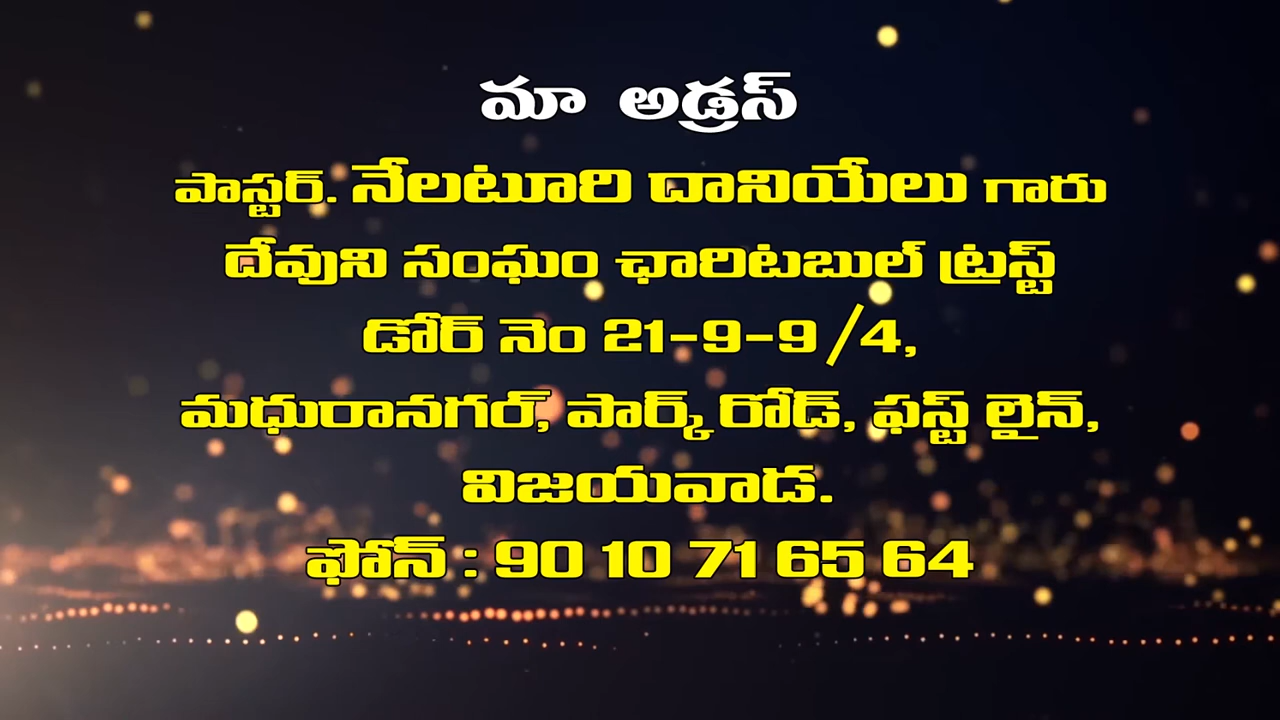 మా అడ్రస్
పాస్టర్. నేలటూరి దానియేలు గారు
దేవుని సంఘం ఛారిటబుల్ ట్రస్ట్
డోర్ నెం 21-9-9/4,
మధురానగర్, పార్క్ రోడ్, ఫస్ట్ లైన్,
విజయవాడ.
ఫోన్ : 90 10 71 65 64